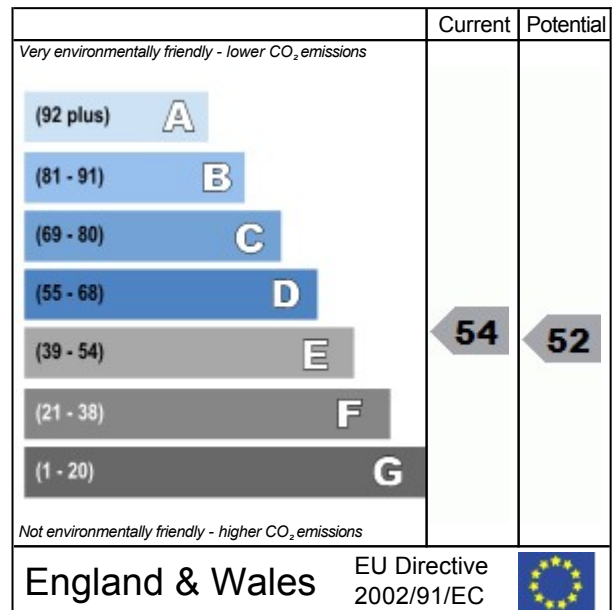 Current Potential
Very environmentally friendly - lower CO₂ emissions
(92 plus) A
(81 - 91) B
(69 - 80) C
(55 - 68) D
(39 - 54) E
(21 - 38) F
(1 - 20) G
54
52
Not environmentally friendly - higher CO₂ emissions
England & Wales
EU Directive
2002/91/EC